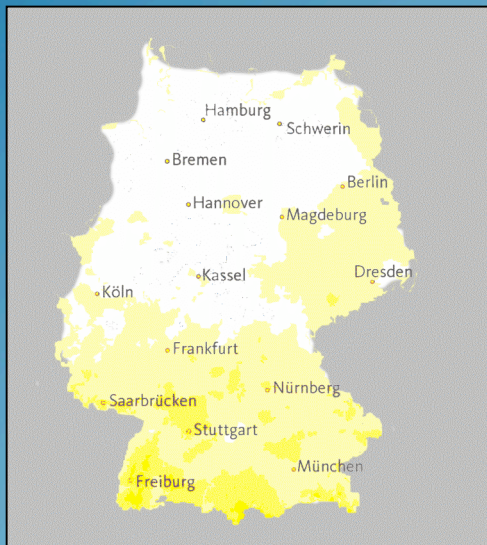 Hamburg
Schwerin
Bremen
Berlin
Hannover
Magdeburg
Kassel
Dresden
Köln
Frankfurt
Nürnberg
Saarbrücken
Stuttgart
München
Freiburg